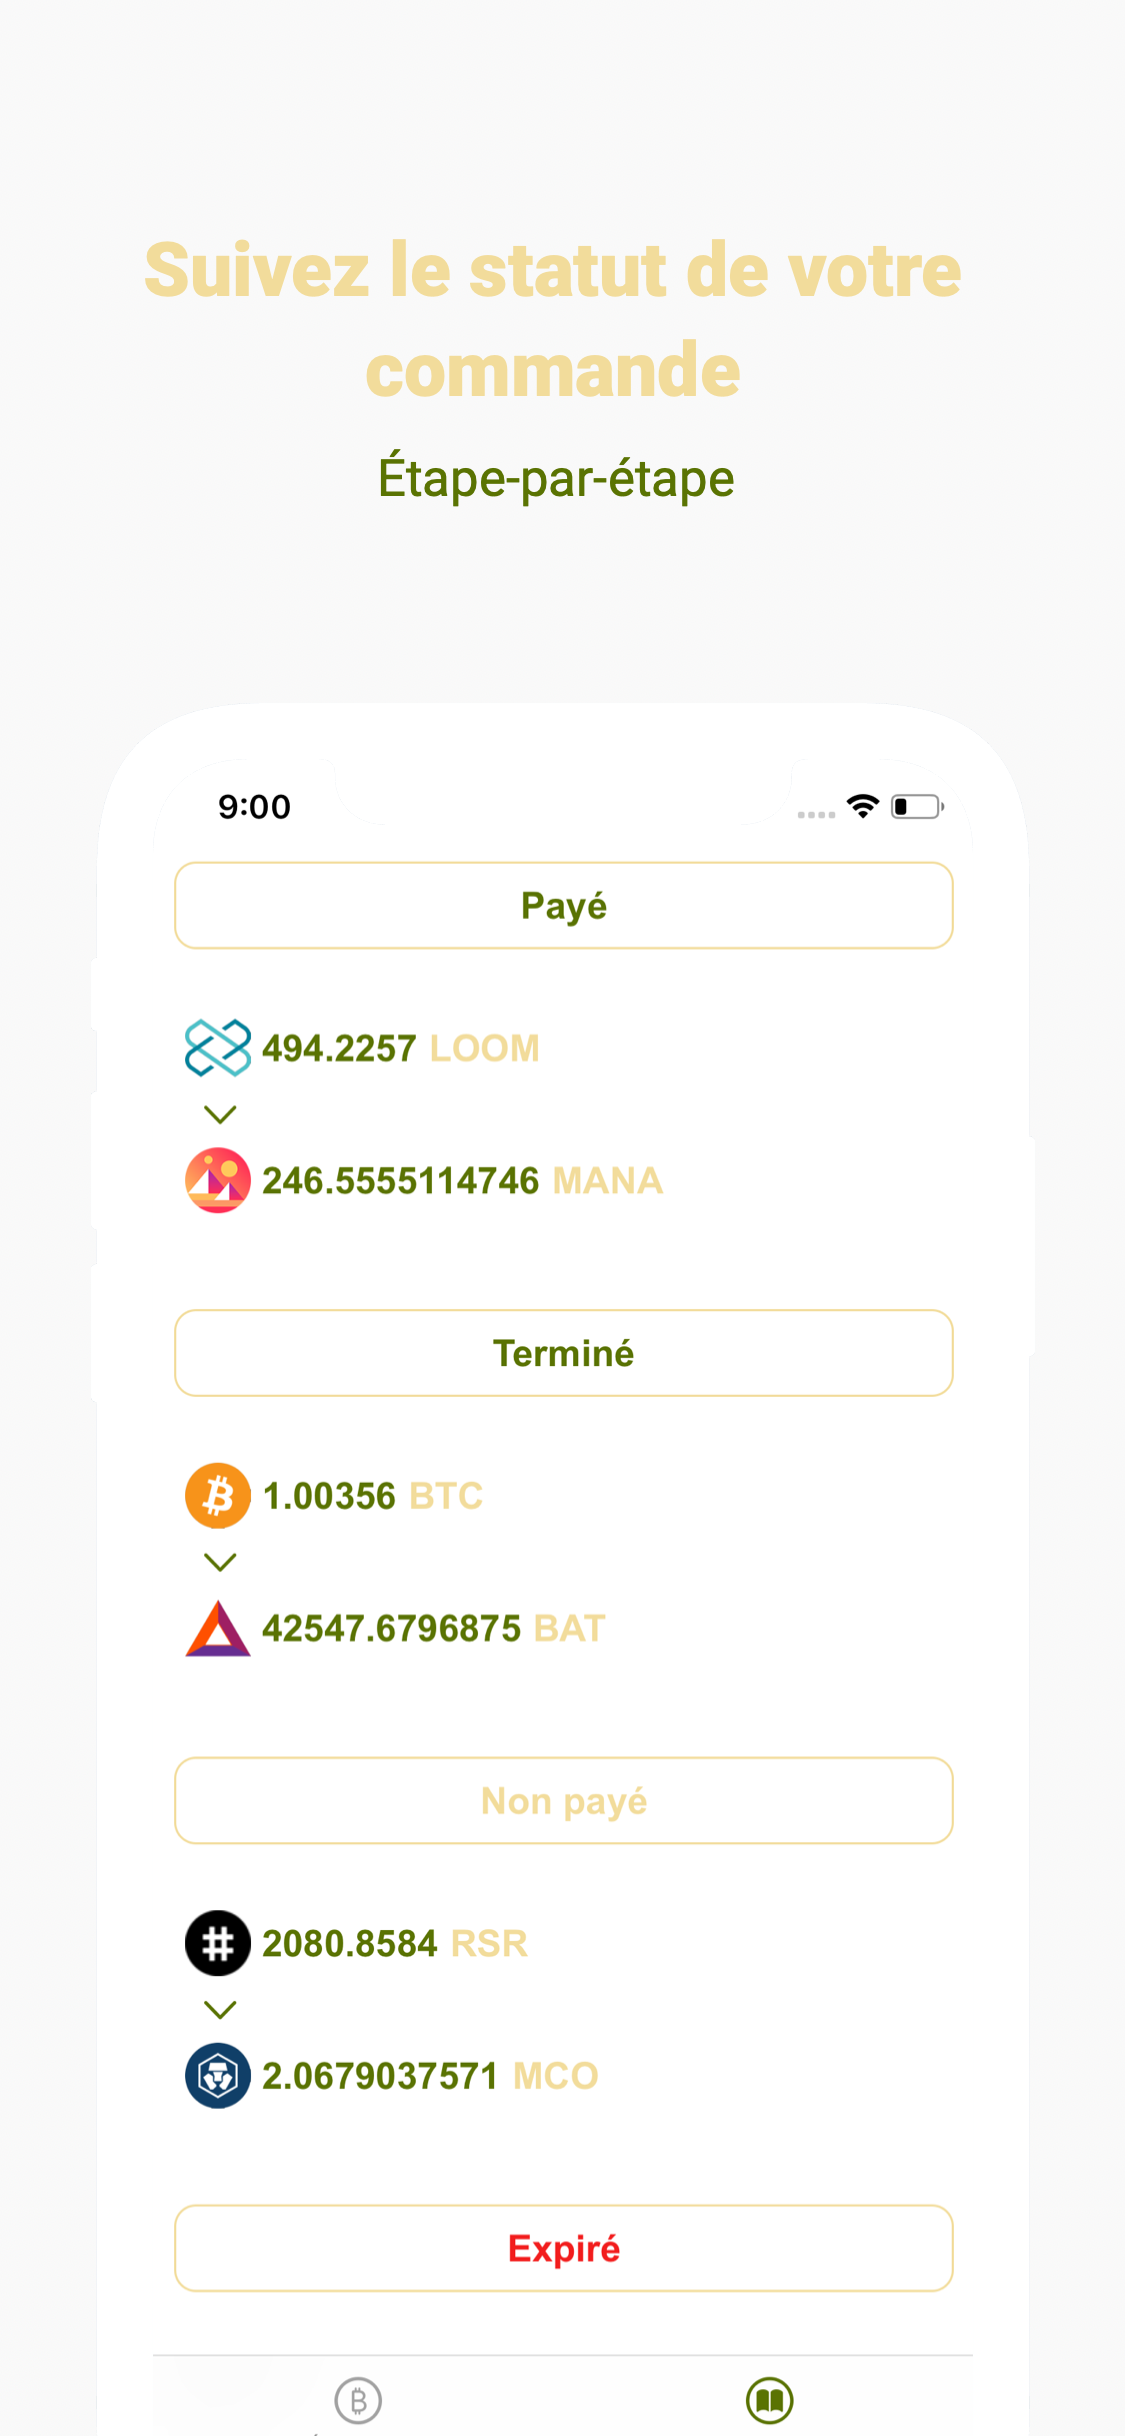 Suivez le statut de votre
commande
Étape-par-étape
9:00
Payé
494.2257 LOOM
246.5555114746 MANA
Terminé
1.00356 BTC
42547.6796875 BAT
Non payé
2080.8584 RSR
2.0679037571 MCO
Expiré